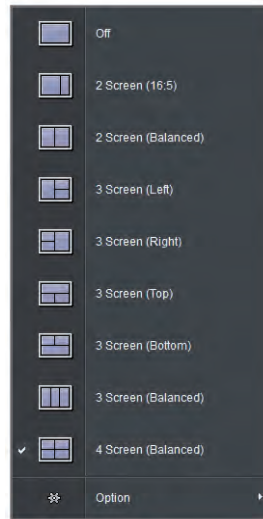 Off
2 Screen (16:5)
2 Screen (Balanced)
3 Screen (Left)
3 Screen (Right)
3 Screen (Top)
3 Screen (Bottom)
3 Screen (Balanced)
4 Screen (Balanced)
Option